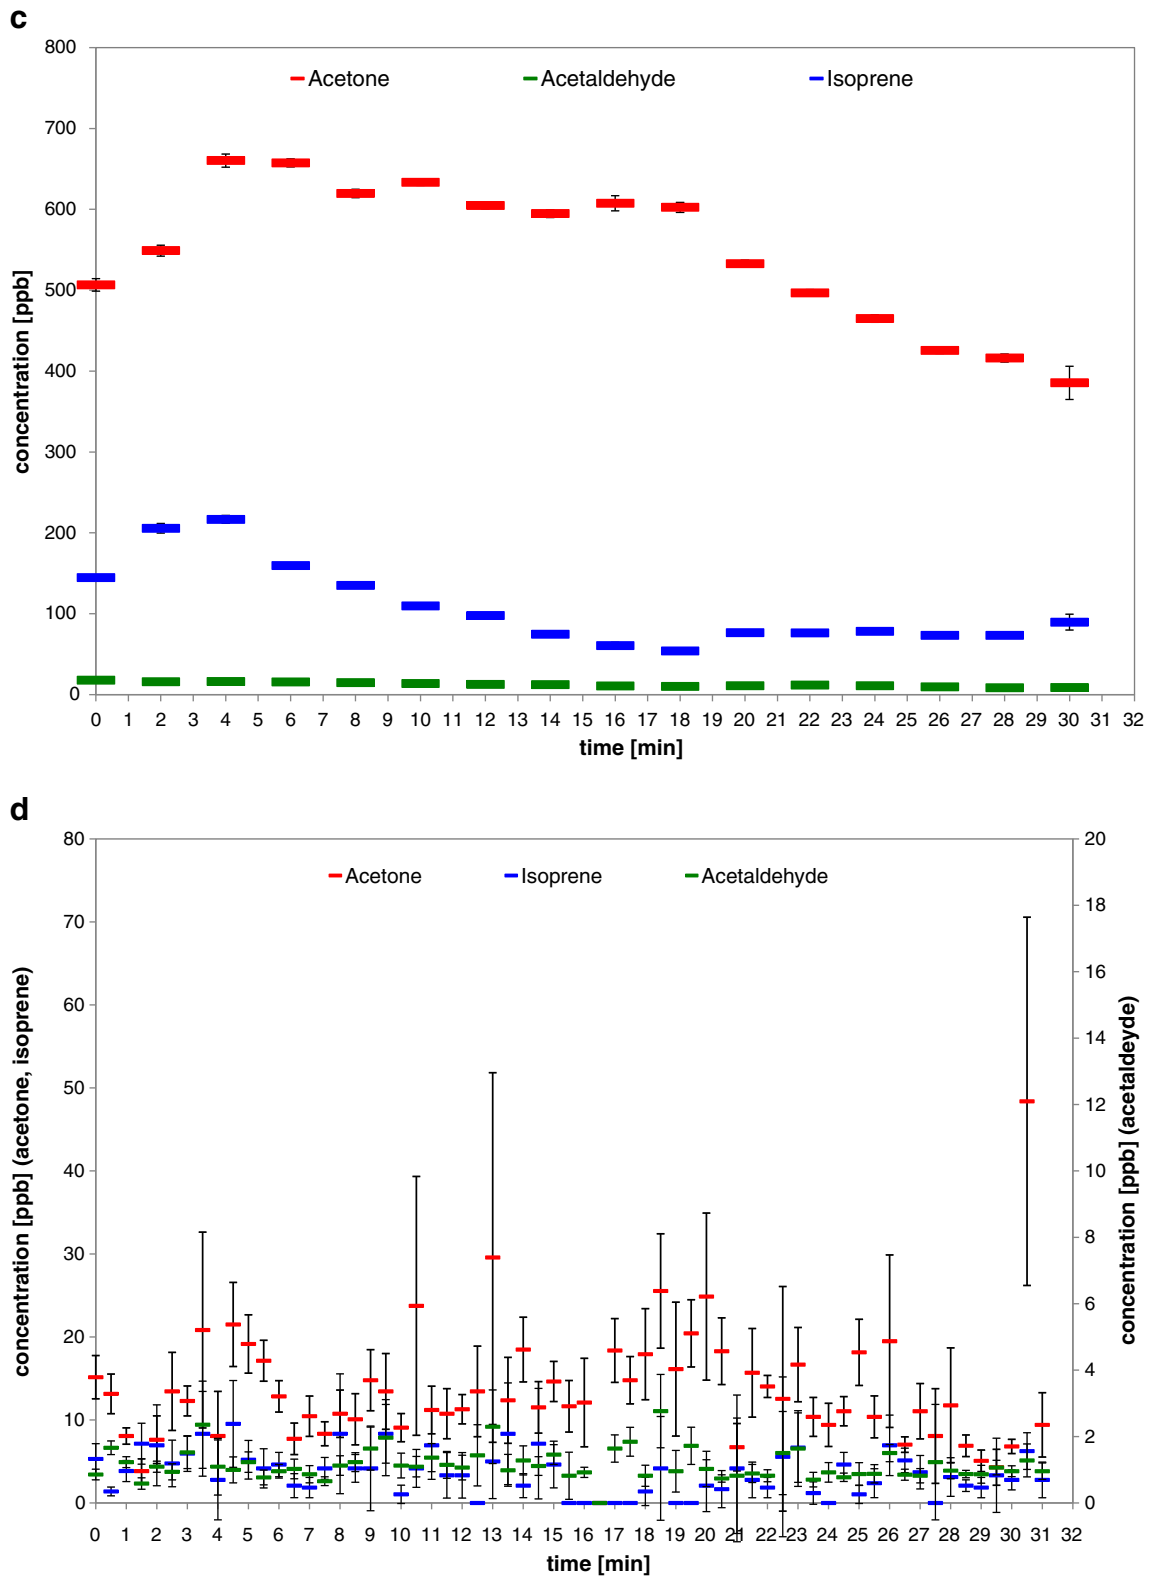 c
800
700
600
500
400
300
200
100
0
concentration [ppb]
Acetone Acetaldehyde Isoprene
0 1 2 3 4 5 6 7 8 9 10 11 12 13 14 15 16 17 18 19 20 21 22 23 24 25 26 27 28 29 30 31 32
time [min]
d
80
70
60
50
40
30
20
10
0
concentration [ppb] (acetone, isoprene)
Acetone Isoprene Acetaldehyde
20
18
16
14
12
10
8
6
4
2
0
concentration [ppb] (acetaldeyde)
0 1 2 3 4 5 6 7 8 9 10 11 12 13 14 15 16 17 18 19 20 21 22 23 24 25 26 27 28 29 30 31 32
time [min]